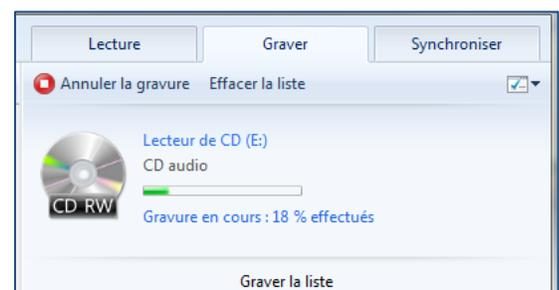 Lecture Graver Synchroniser
Annuler la gravure Effacer la liste
Lecteur de CD (E:)
CD audio
CD RW
Gravure en cours : 18 % effectués
Graver la liste